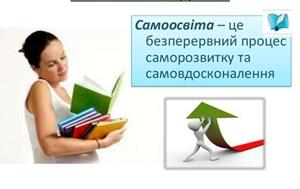 Самоосвіта – це
безперервний процес
саморозвитку та
самовдосконалення